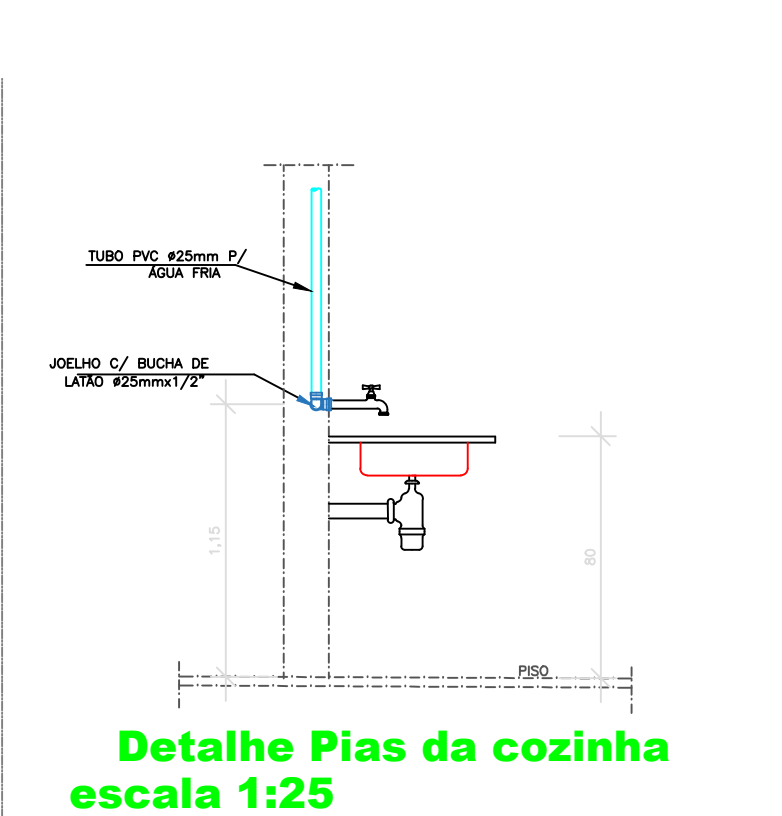 TUBO PVC ø25mm P/
ÁGUA FRIA
JOELHO C/ BUCHA DE
LATÃO ø25mmx1/2"
1,15
80
PISO
Detalhe Pias da cozinha
escala 1:25